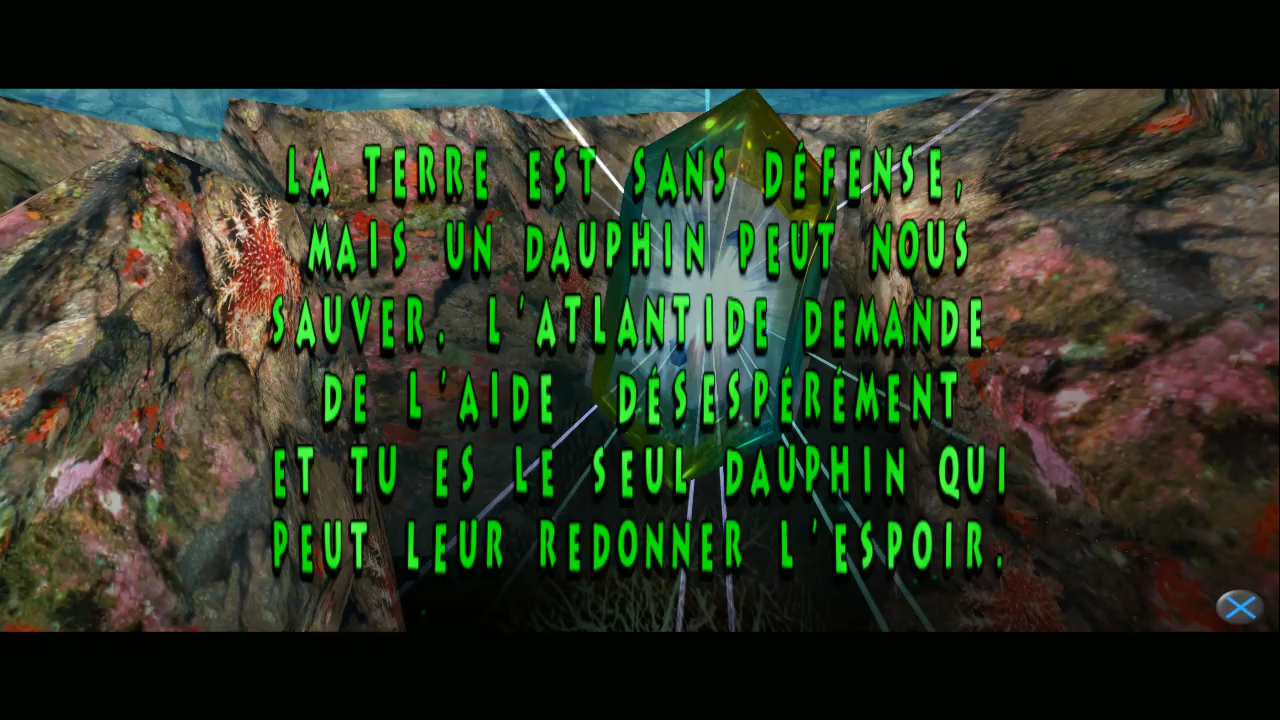 LA TERRE EST SANS DÉFENSE,
MAIS UN DAUPHIN PEUT NOUS
SAUVER. L'ATLANTIDE DEMANDE
DE L'AIDE DÉSESPÉRÉMENT
ET TU ES LE SEUL DAUPHIN QUI
PEUT LEUR REDONNER L'ESPOIR.